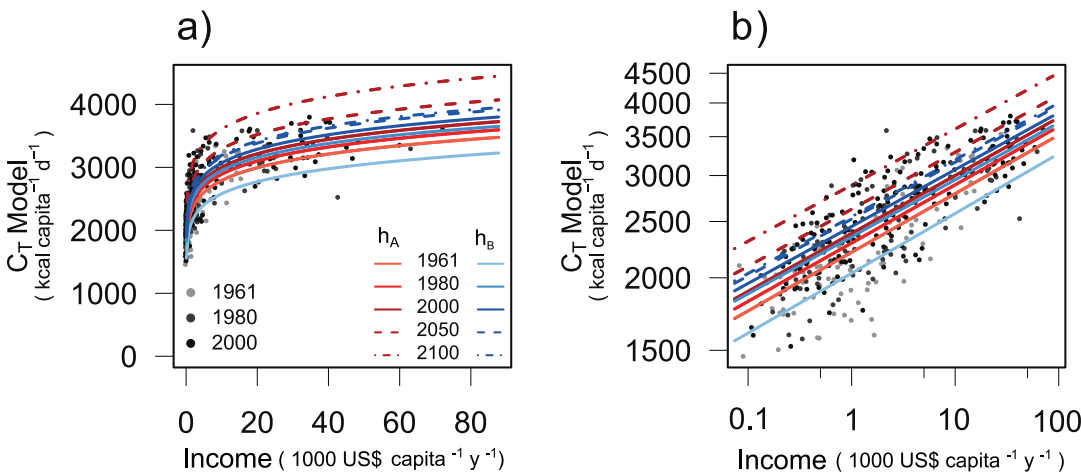 a)
4000
3000
2000
1000
0
C_T Model
( kcal capita ⁻¹ d⁻¹ )
h_A h_B
1961
1980
2000
2050
2100
1961
1980
2000
0 20 40 60 80
Income ( 1000 US$ capita ⁻¹ y ⁻¹ )
b)
4500
4000
3500
3000
2500
2000
1500
C_T Model
( kcal capita ⁻¹ d⁻¹ )
0.1 1 10 100
Income ( 1000 US$ capita ⁻¹ y ⁻¹ )